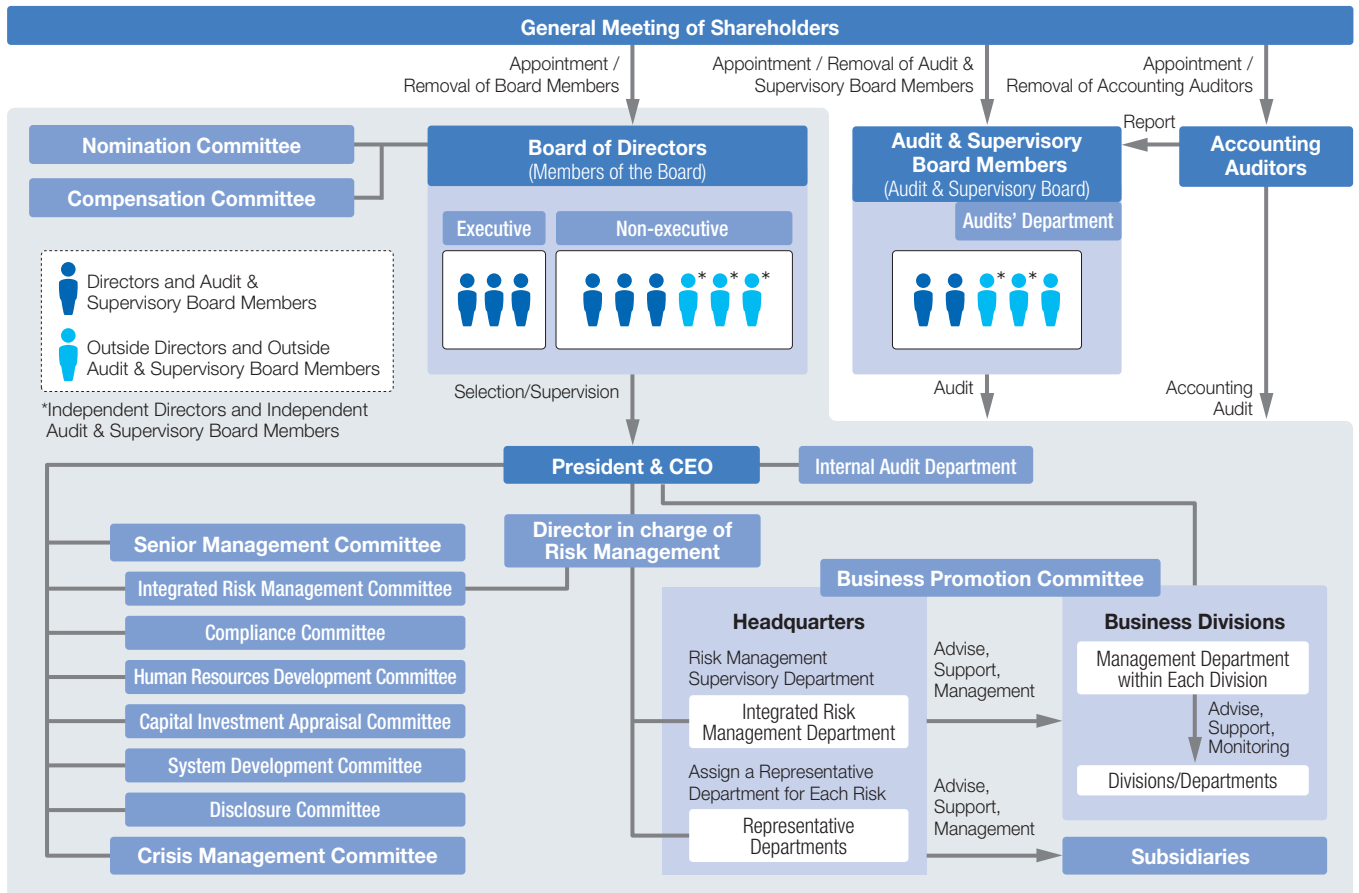 General Meeting of Shareholders
Appointment /
Removal of Board Members
Appointment / Removal of Audit &
Supervisory Board Members
Appointment /
Removal of Accounting Auditors
Nomination Committee
Compensation Committee
Board of Directors
(Members of the Board)
Executive
Non-executive
* * *
Audit & Supervisory
Board Members
(Audit & Supervisory Board)
Audits' Department
* *
Report
Accounting
Auditors
Directors and Audit &
Supervisory Board Members
Outside Directors and Outside
Audit & Supervisory Board Members
*Independent Directors and Independent
Audit & Supervisory Board Members
Selection/Supervision
Audit
Accounting
Audit
President & CEO
Internal Audit Department
Director in charge of
Risk Management
Senior Management Committee
Integrated Risk Management Committee
Compliance Committee
Human Resources Development Committee
Capital Investment Appraisal Committee
System Development Committee
Disclosure Committee
Crisis Management Committee
Business Promotion Committee
Headquarters
Risk Management
Supervisory Department
Integrated Risk
Management Department
Assign a Representative
Department for Each Risk
Representative
Departments
Advise,
Support,
Management
Advise,
Support,
Management
Business Divisions
Management Department
within Each Division
Advise,
Support,
Monitoring
Divisions/Departments
Subsidiaries